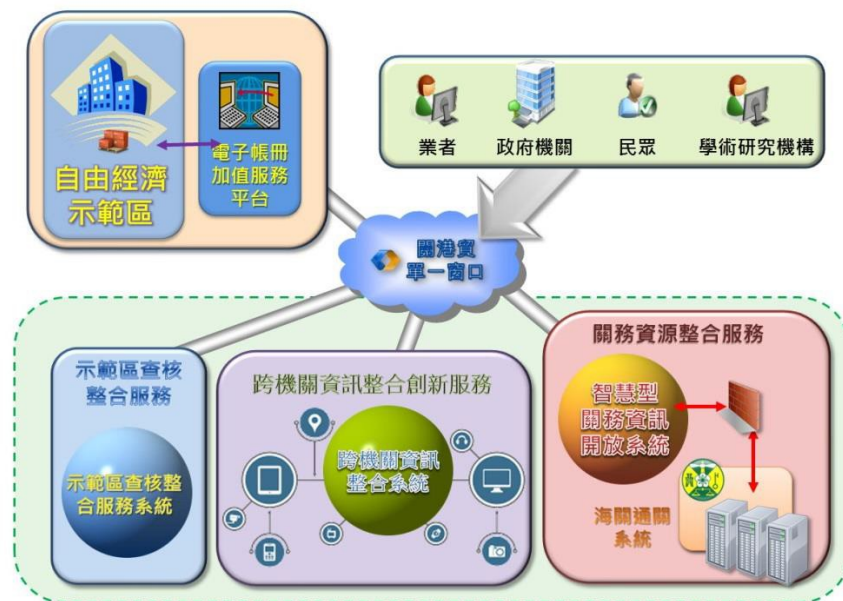 自由經濟
示範區
電子帳冊
加值服務
平台
業者
政府機關
民眾
學術研究機構
關港貿
單一窗口
示範區查核
整合服務
示範區查核整
合服務系統
跨機關資訊整合創新服務
跨機關資訊
整合系統
關務資源整合服務
智慧型
關務資訊
開放系統
海關通關
系統